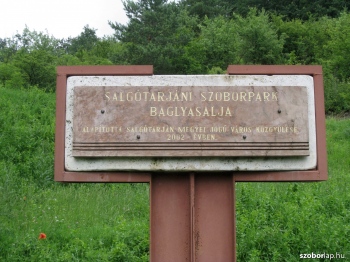 SALGÓTARJÁNI SZOBORPARK
BAGLYASALJA
ALAPÍTOTTA SALGÓTARJÁN MEGYEI JOGÚ VÁROS KÖZGYŰLÉSE
2002 - ÉVBEN.
szoborlap.hu